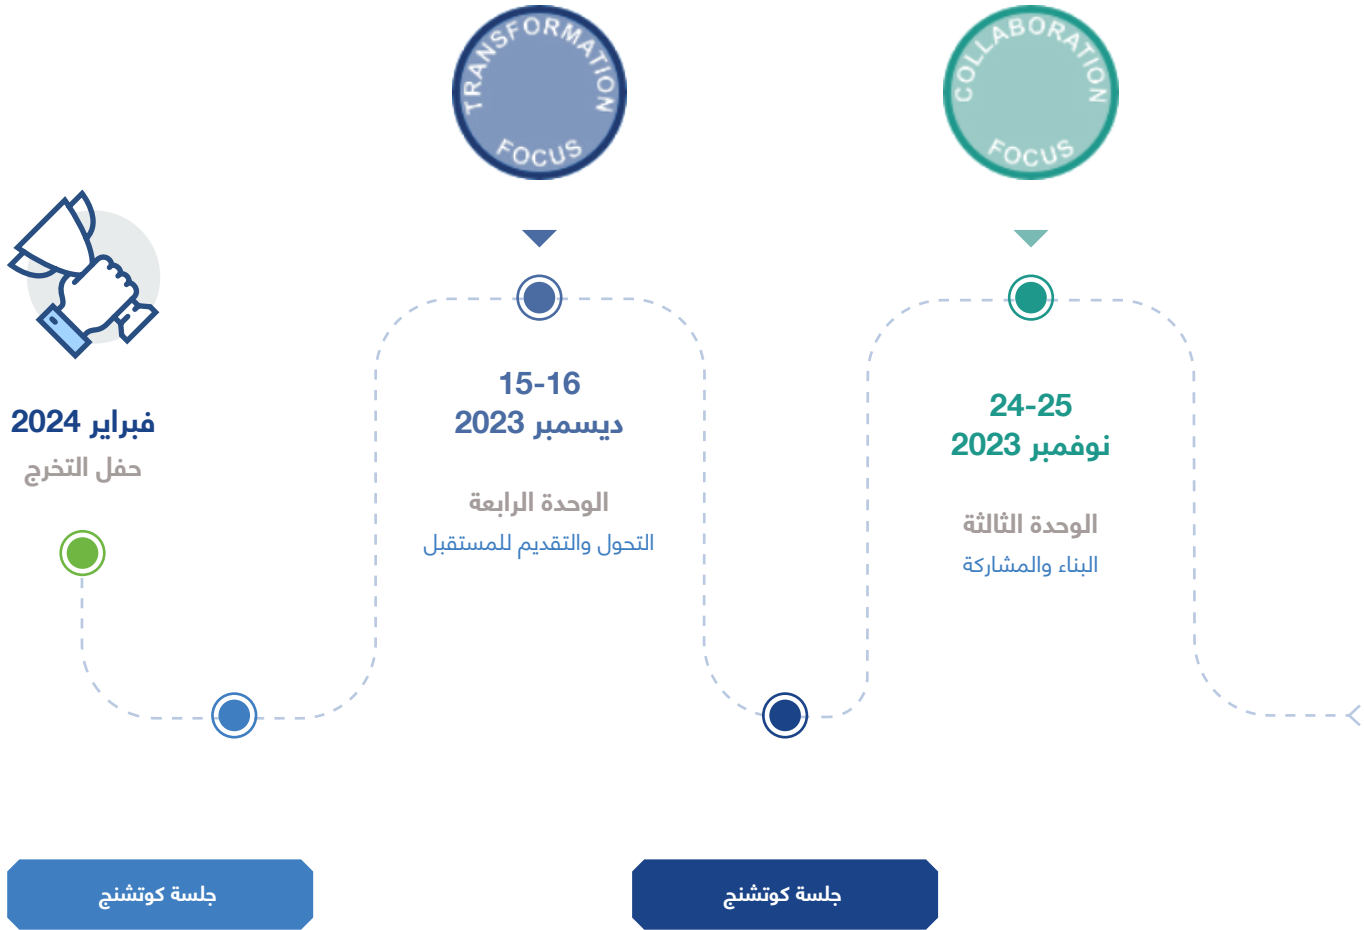 COLLABORATION
FOCUS
24-25
نوفمبر 2023
الوحدة الثالثة
البناء والمشاركة
جلسة كوتشنج
TRANSFORMATION
FOCUS
15-16
ديسمبر 2023
الوحدة الرابعة
التحول والتقديم للمستقبل
جلسة كوتشنج
فبراير 2024
حفل التخرج